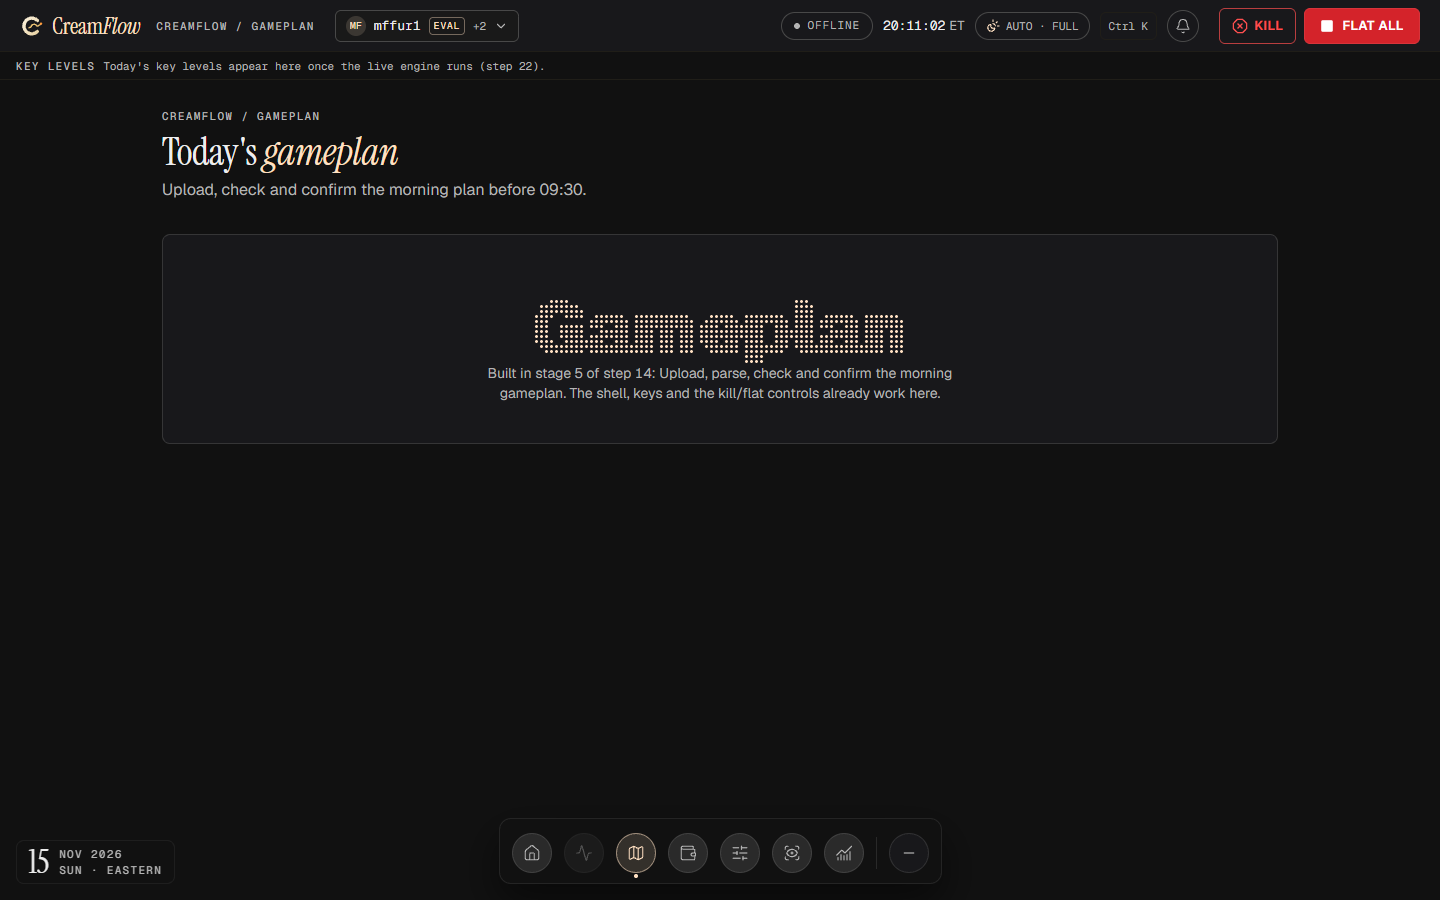 CreamFlow CREAMFLOW / GAMEPLAN MF mffur1 EVAL +2 OFFLINE 20:11:02 ET AUTO · FULL Ctrl K KILL FLAT ALL
KEY LEVELS Today's key levels appear here once the live engine runs (step 22).
CREAMFLOW / GAMEPLAN
Today's gameplan
Upload, check and confirm the morning plan before 09:30.
Gameplan
Built in stage 5 of step 14: Upload, parse, check and confirm the morning
gameplan. The shell, keys and the kill/flat controls already work here.
15 NOV 2026
SUN · EASTERN